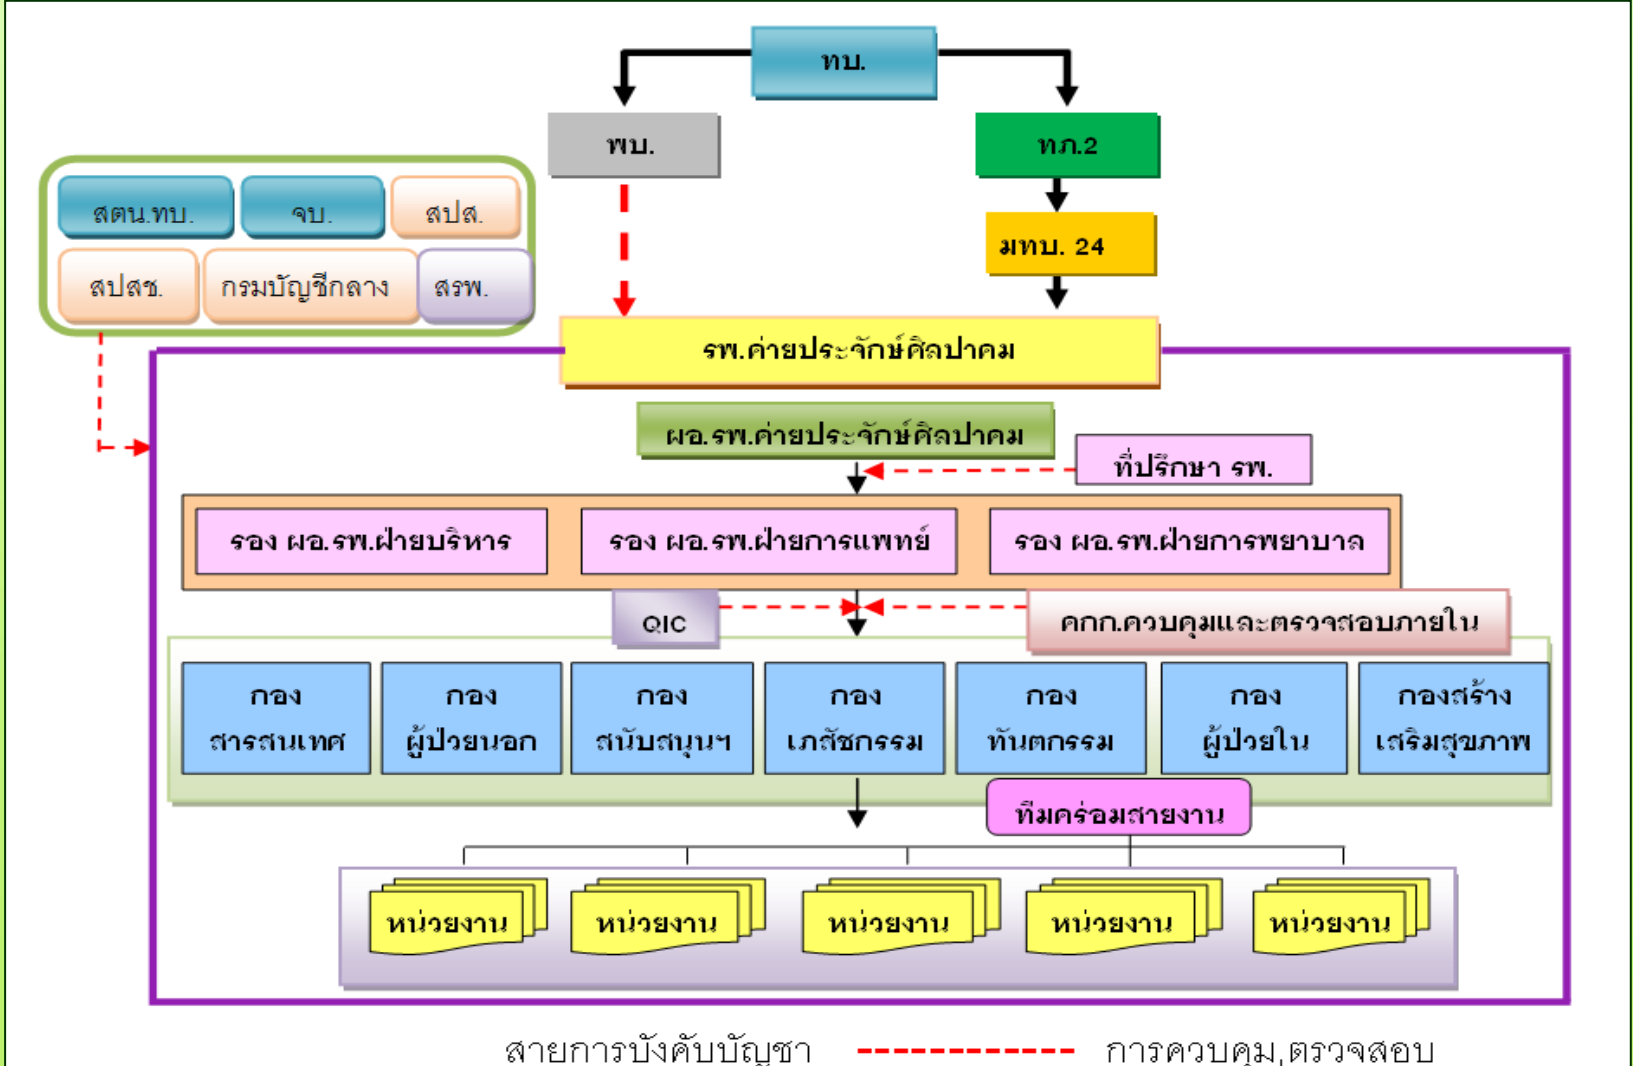 ทบ.
พบ.
ทภ.2
สตน.ทบ.
จบ.
สปส.
มทบ. 24
สปสช.
กรมบัญชีกลาง
สรพ.
รพ.ค่ายประจักษ์ศิลปาคม
ผอ.รพ.ค่ายประจักษ์ศิลปาคม
ที่ปรึกษา รพ.
รอง ผอ.รพ.ฝ่ายบริหาร
รอง ผอ.รพ.ฝ่ายการแพทย์
รอง ผอ.รพ.ฝ่ายการพยาบาล
QIC
คกก.ควบคุมและตรวจสอบภายใน
กอง
สารสนเทศ
กอง
ผู้ป่วยนอก
กอง
สนับสนุนฯ
กอง
เภสัชกรรม
กอง
ทันตกรรม
กอง
ผู้ป่วยใน
กองสร้าง
เสริมสุขภาพ
ทีมคร่อมสายงาน
หน่วยงาน
หน่วยงาน
หน่วยงาน
หน่วยงาน
หน่วยงาน
สายการบังคับบัญชา
การควบคุม,ตรวจสอบ